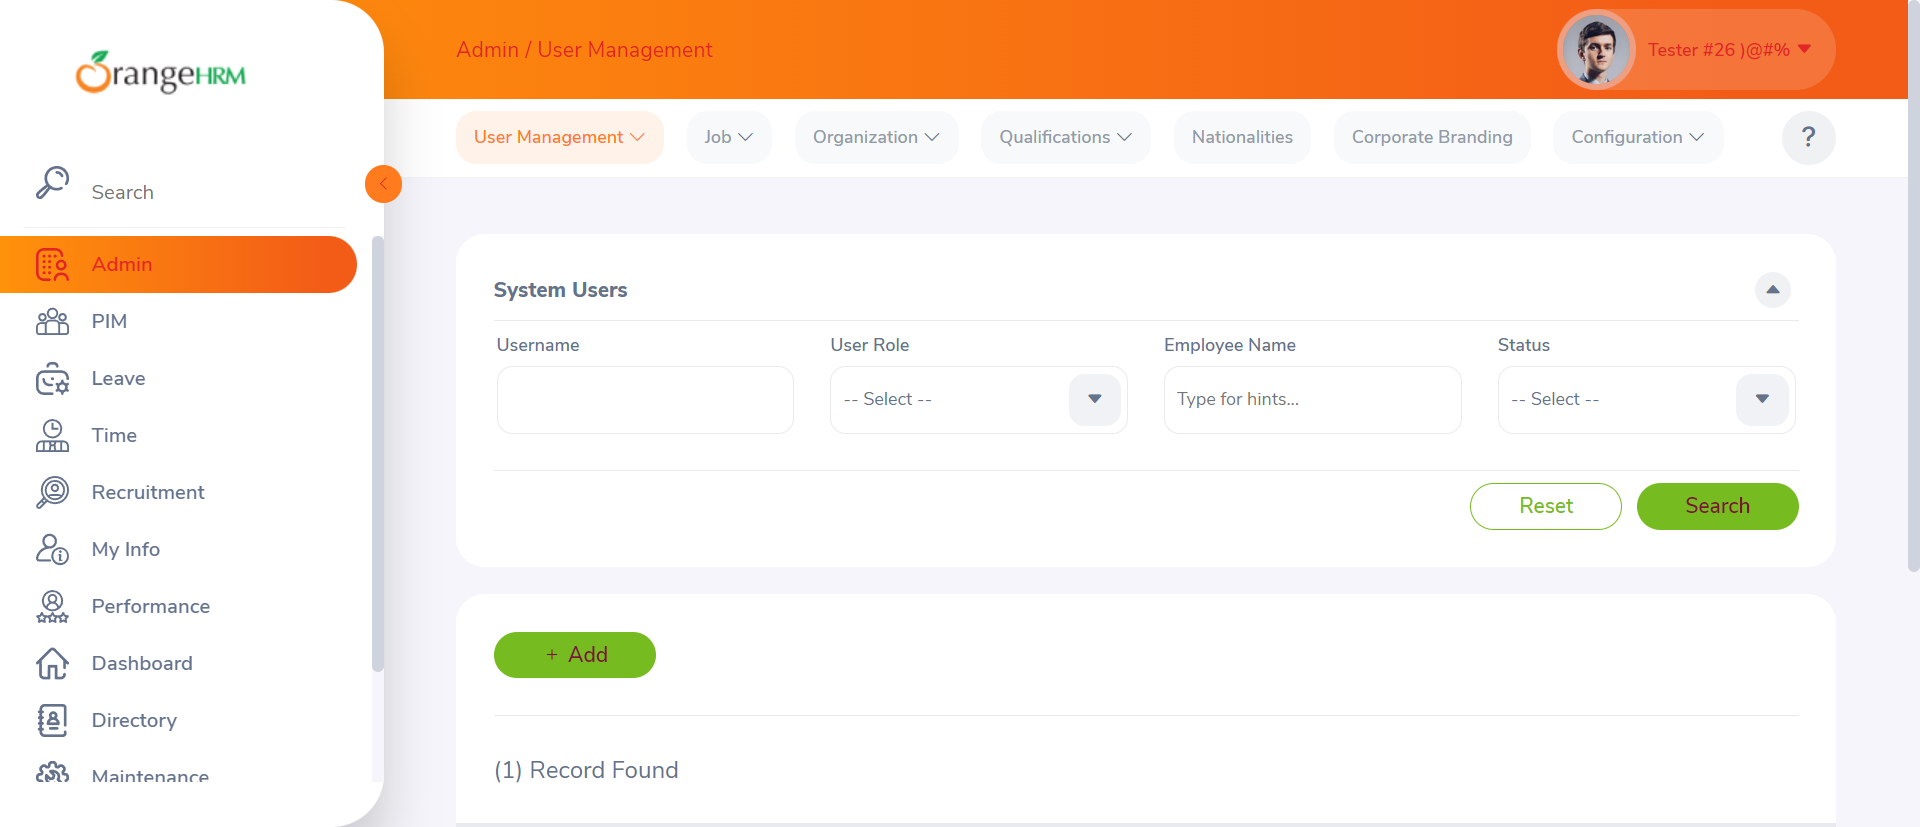 OrangeHRM
Admin / User Management
Tester #26 )@#%
User Management
Job
Organization
Qualifications
Nationalities
Corporate Branding
Configuration
?
Search
Admin
PIM
Leave
Time
Recruitment
My Info
Performance
Dashboard
Directory
Maintenance
System Users
Username
User Role
Employee Name
Status
-- Select --
Type for hints...
-- Select --
Reset
Search
+ Add
(1) Record Found